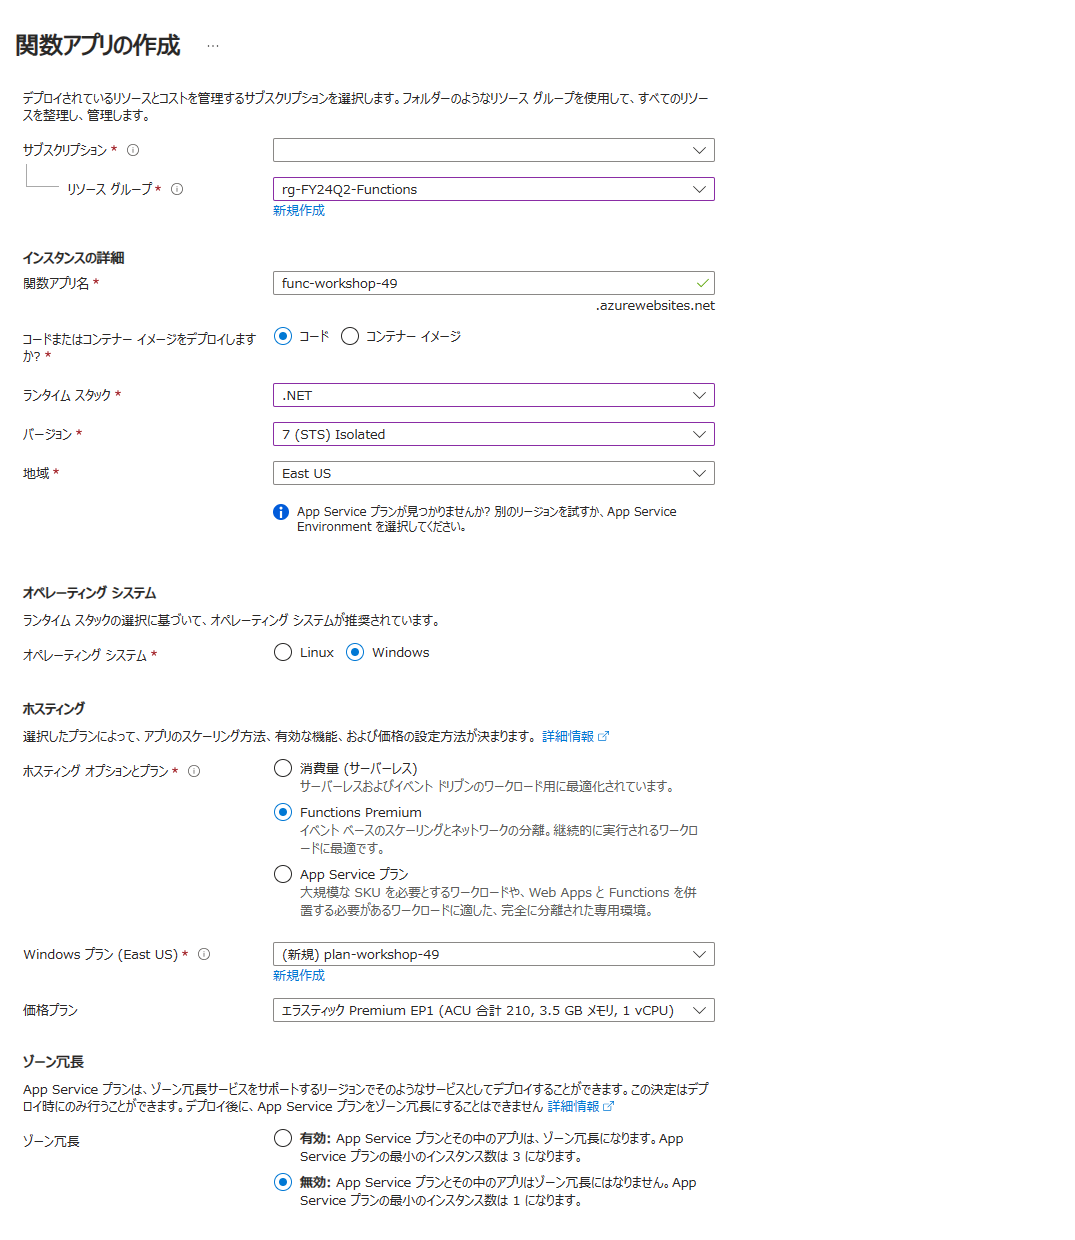 関数アプリの作成 ...
デプロイされているリソースとコストを管理するサブスクリプションを選択します。フォルダーのようなリソース グループを使用して、すべてのリソー
スを整理し、管理します。
サブスクリプション *
リソース グループ * rg-FY24Q2-Functions
新規作成
インスタンスの詳細
関数アプリ名 * func-workshop-49
.azurewebsites.net
コードまたはコンテナー イメージをデプロイします コード コンテナー イメージ
か? *
ランタイム スタック * .NET
バージョン * 7 (STS) Isolated
地域 * East US
App Service プランが見つかりませんか? 別のリージョンを試すか、App Service
Environment を選択してください。
オペレーティング システム
ランタイム スタックの選択に基づいて、オペレーティング システムが推奨されています。
オペレーティング システム * Linux Windows
ホスティング
選択したプランによって、アプリのスケーリング方法、有効な機能、および価格の設定方法が決まります。 詳細情報
ホスティング オプションとプラン * 消費量 (サーバーレス)
サーバーレスおよびイベント ドリブンのワークロード用に最適化されています。
Functions Premium
イベント ベースのスケーリングとネットワークの分離。継続的に実行されるワークロ
ードに最適です。
App Service プラン
大規模な SKU を必要とするワークロードや、Web Apps と Functions を併
置する必要があるワークロードに適した、完全に分離された専用環境。
Windows プラン (East US) * (新規) plan-workshop-49
新規作成
価格プラン エラスティック Premium EP1 (ACU 合計 210, 3.5 GB メモリ, 1 vCPU)
ゾーン冗長
App Service プランは、ゾーン冗長サービスをサポートするリージョンでそのようなサービスとしてデプロイすることができます。この決定はデプ
ロイ時にのみ行うことができます。デプロイ後に、App Service プランをゾーン冗長にすることはできません 詳細情報
ゾーン冗長 有効: App Service プランとその中のアプリは、ゾーン冗長になります。App
Service プランの最小のインスタンス数は 3 になります。
無効: App Service プランとその中のアプリはゾーン冗長にはなりません。App
Service プランの最小のインスタンス数は 1 になります。